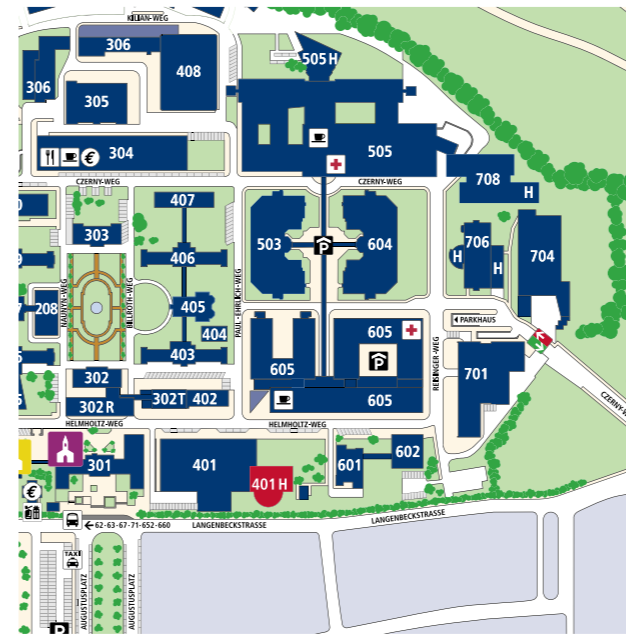 KILIAN-WEG
306
408
505 H
306
305
304
€
505
CZERNY-WEG
CZERNY-WEG
708
H
407
303
503
604
P
706
H
H
704
406
NAUNYN-WEG
BILLROTH-WEG
PAUL-EHRLICH-WEG
208
405
404
403
605
605
P
PARKHAUS
REISINGER-WEG
701
302
302 R
302T
402
605
CZERNY-W
HELMHOLTZ-WEG
HELMHOLTZ-WEG
301
401
401 H
601
602
€
62-63-67-71-652-660
LANGENBECKSTRASSE
LANGENBECKSTRASSE
TAXI
AUGUSTUSPLATZ
AUGUSTUSPLATZ
P